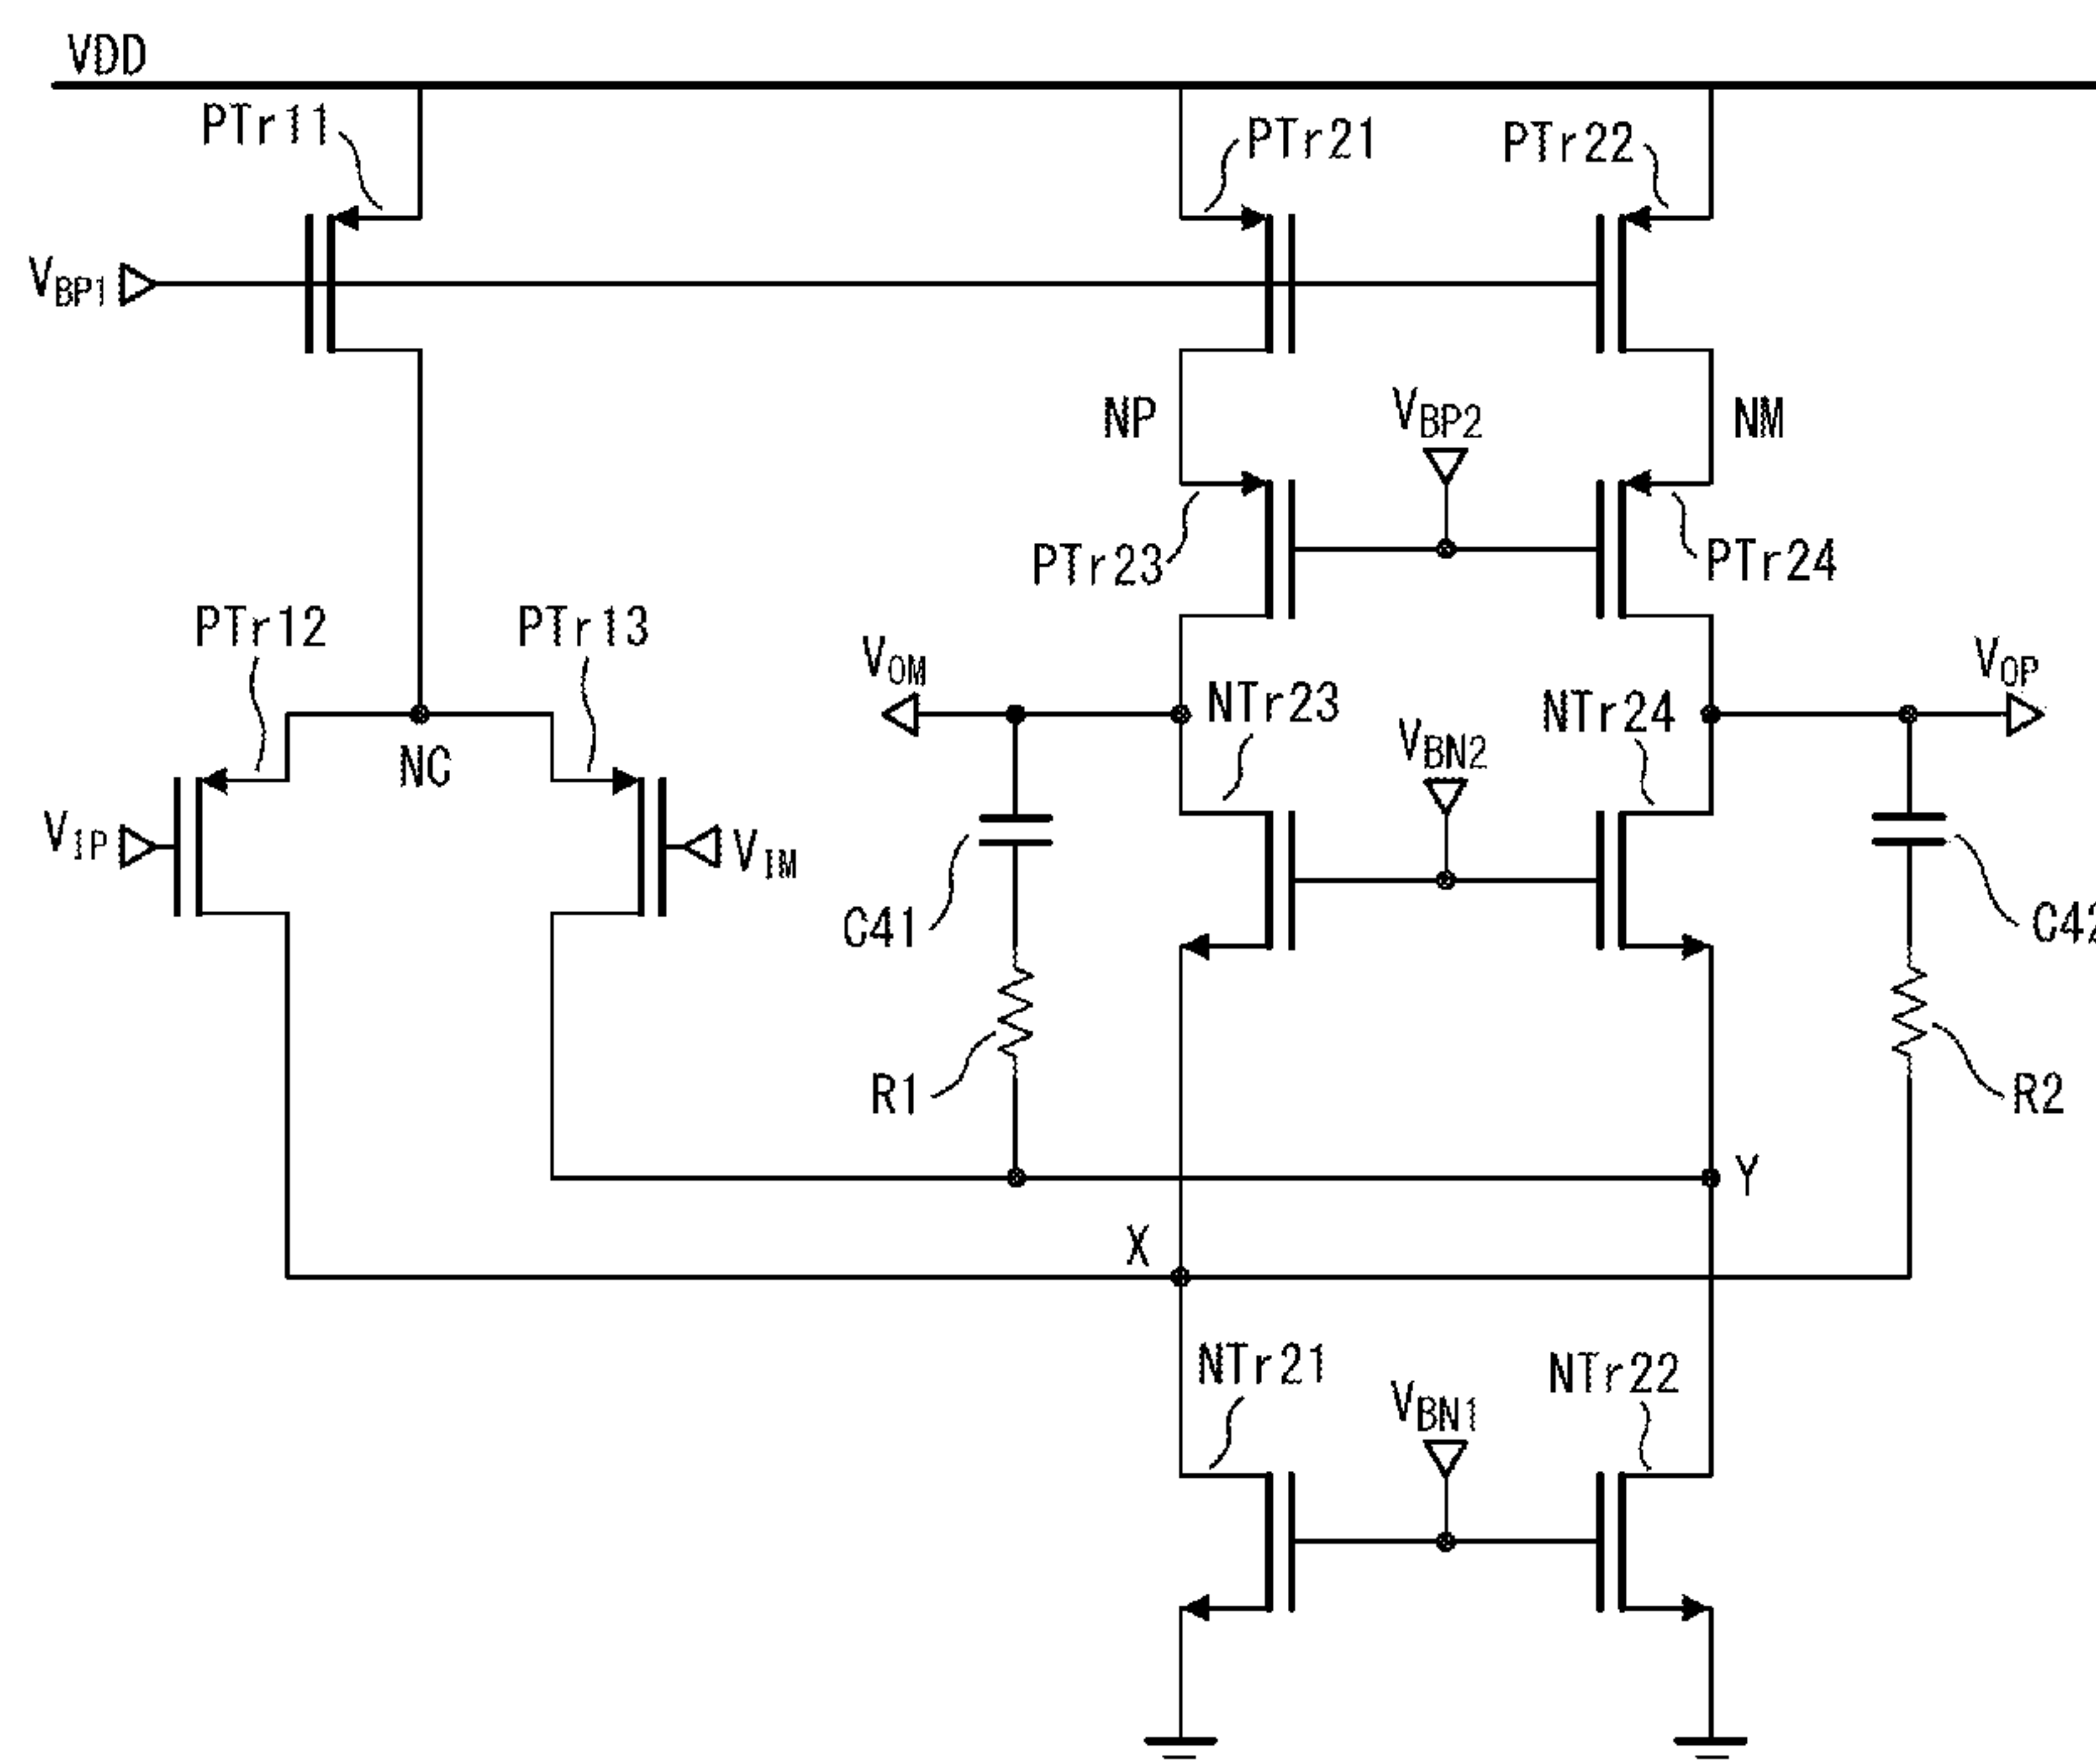 VDD
PTr11
PTr21
PTr22
VBP1
NP
VBP2
NM
PTr23
PTr24
PTr12
PTr13
VOM
NTr23
NTr24
VOP
NC
VBN2
VIP
VIM
C41
C42
R1
R2
Y
X
NTr21
NTr22
VBN1